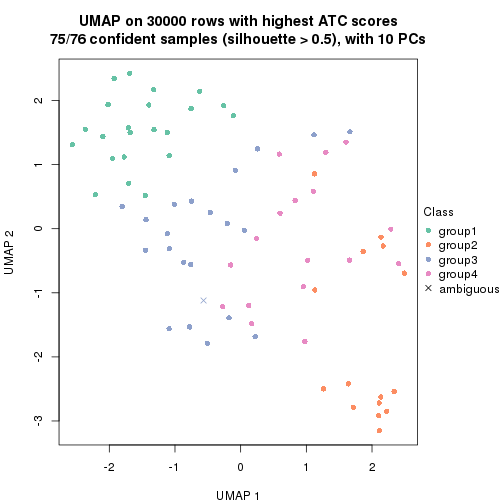 UMAP on 30000 rows with highest ATC scores
75/76 confident samples (silhouette > 0.5), with 10 PCs
UMAP 2
2
1
0
-1
-2
-3
-2
-1
0
1
2
UMAP 1
Class
group1
group2
group3
group4
ambiguous